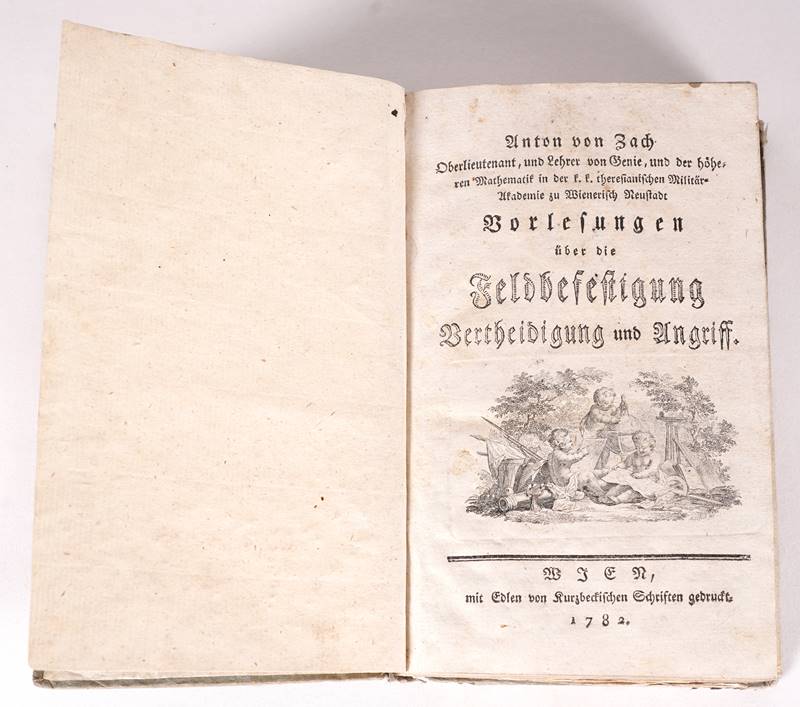 Anton von Zach
Oberlieutenant, und Lehrer von Genie, und der höhe-
ren Mathematik in der k. k. theresianischen Militär-
Akademie zu Wienerisch Neustadt
Vorlesungen
über die
Feldbefestigung
Vertheidigung und Angriff.
WIEN,
mit Edlen von Kurzbeckischen Schriften gedruckt.
1782.